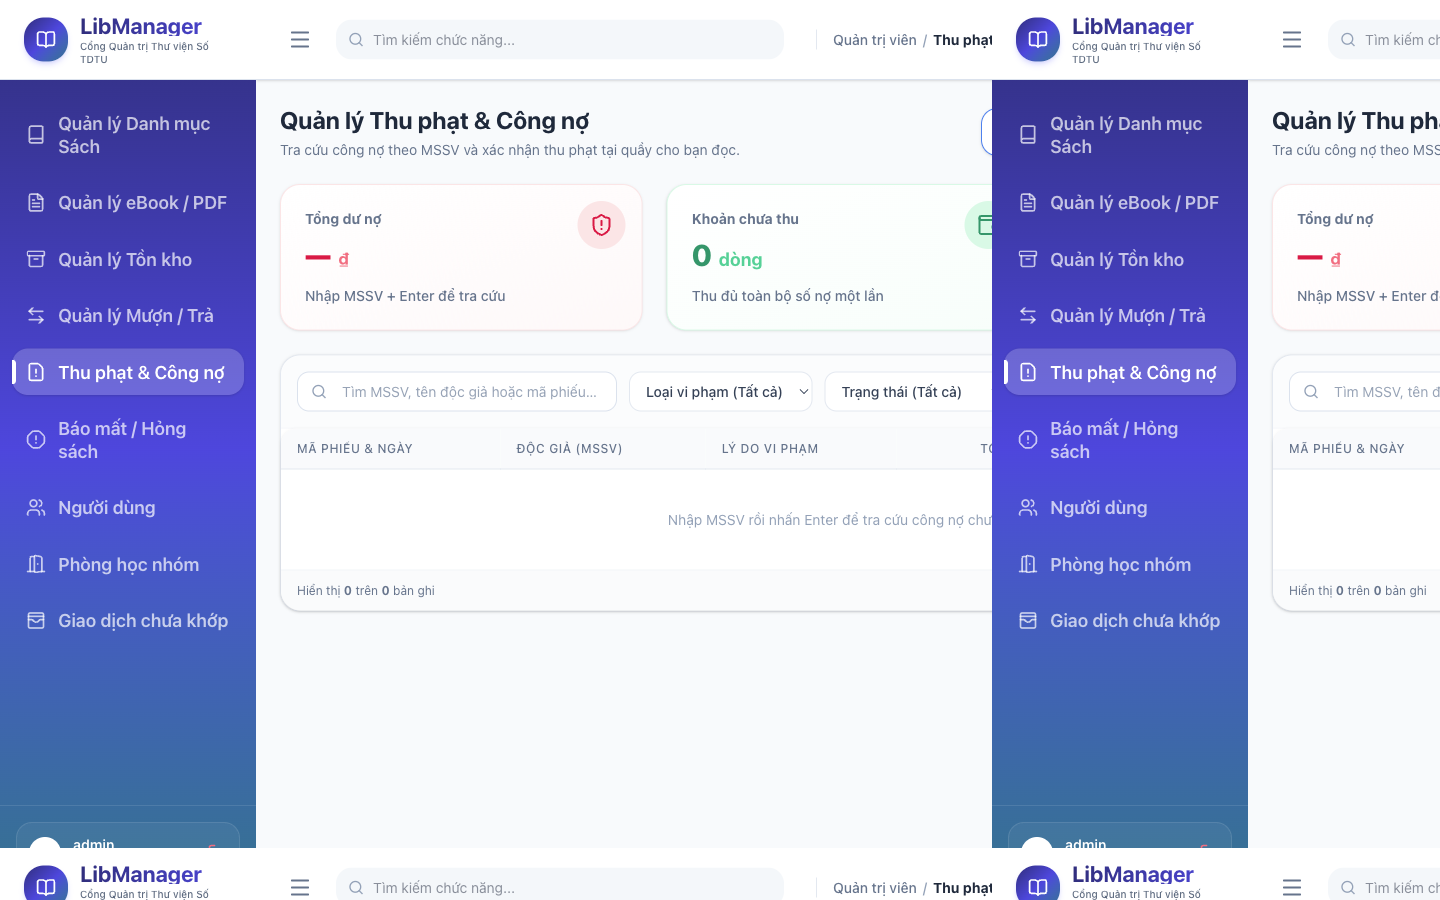 LibManager
Cổng Quản trị Thư viện Số
TDTU
Tìm kiếm chức năng...
Quản trị viên / Thu phạt
Quản lý Danh mục
Sách
Quản lý eBook / PDF
Quản lý Tồn kho
Quản lý Mượn / Trả
Thu phạt & Công nợ
Báo mất / Hỏng
sách
Người dùng
Phòng học nhóm
Giao dịch chưa khớp
admin
Quản lý Thu phạt & Công nợ
Tra cứu công nợ theo MSSV và xác nhận thu phạt tại quầy cho bạn đọc.
Tổng dư nợ
— ₫
Nhập MSSV + Enter để tra cứu
Khoản chưa thu
0 dòng
Thu đủ toàn bộ số nợ một lần
Tìm MSSV, tên độc giả hoặc mã phiếu...
Loại vi phạm (Tất cả)
Trạng thái (Tất cả)
MÃ PHIẾU & NGÀY
ĐỘC GIẢ (MSSV)
LÝ DO VI PHẠM
Nhập MSSV rồi nhấn Enter để tra cứu công nợ
Hiển thị 0 trên 0 bản ghi
LibManager
Cổng Quản trị Thư viện Số
TDTU
Tìm kiếm
Quản lý Danh mục
Sách
Quản lý eBook / PDF
Quản lý Tồn kho
Quản lý Mượn / Trả
Thu phạt & Công nợ
Báo mất / Hỏng
sách
Người dùng
Phòng học nhóm
Giao dịch chưa khớp
admin
Quản lý Thu
Tra cứu công nợ theo
Tổng dư nợ
— ₫
Nhập MSSV + Enter
Tìm MSSV, tên
MÃ PHIẾU & NGÀY
Hiển thị 0 trên 0 bản ghi
LibManager
Cổng Quản trị Thư viện Số
Tìm kiếm chức năng...
Quản trị viên / Thu phạt
LibManager
Cổng Quản trị Thư viện Số
Tìm kiếm